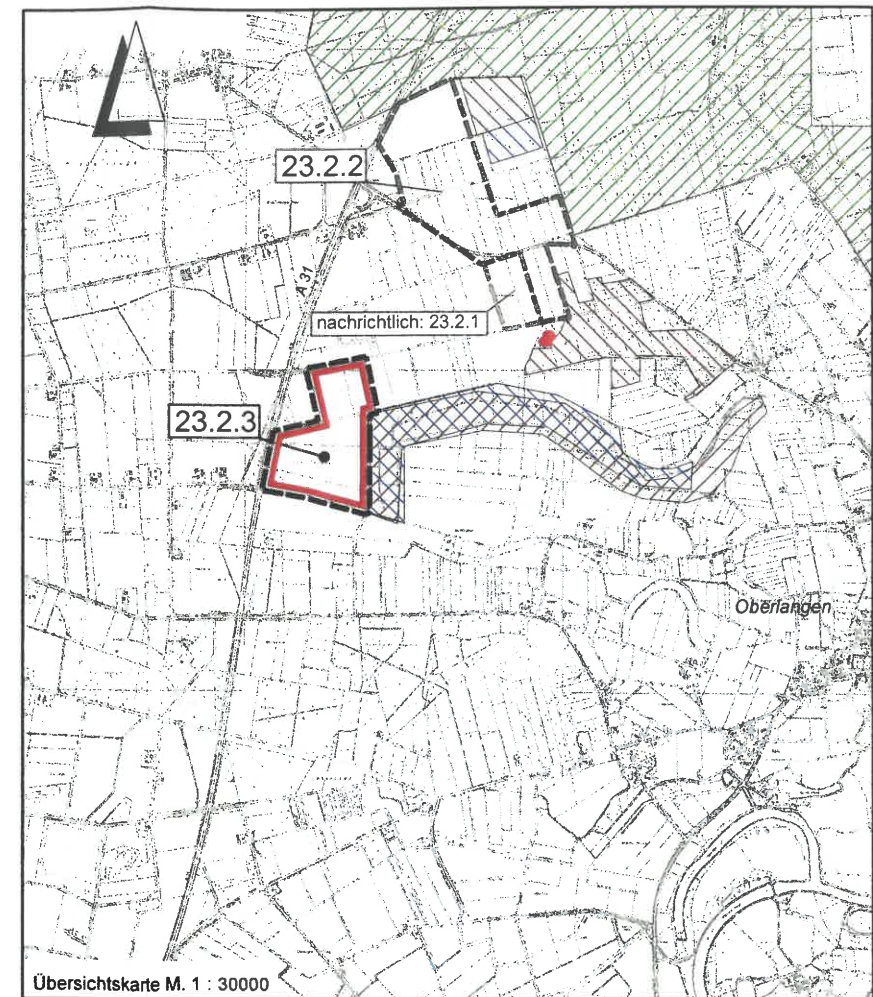 23.2.2
A 31
nachrichtlich: 23.2.1
23.2.3
Oberlangen
Übersichtskarte M. 1 : 30000